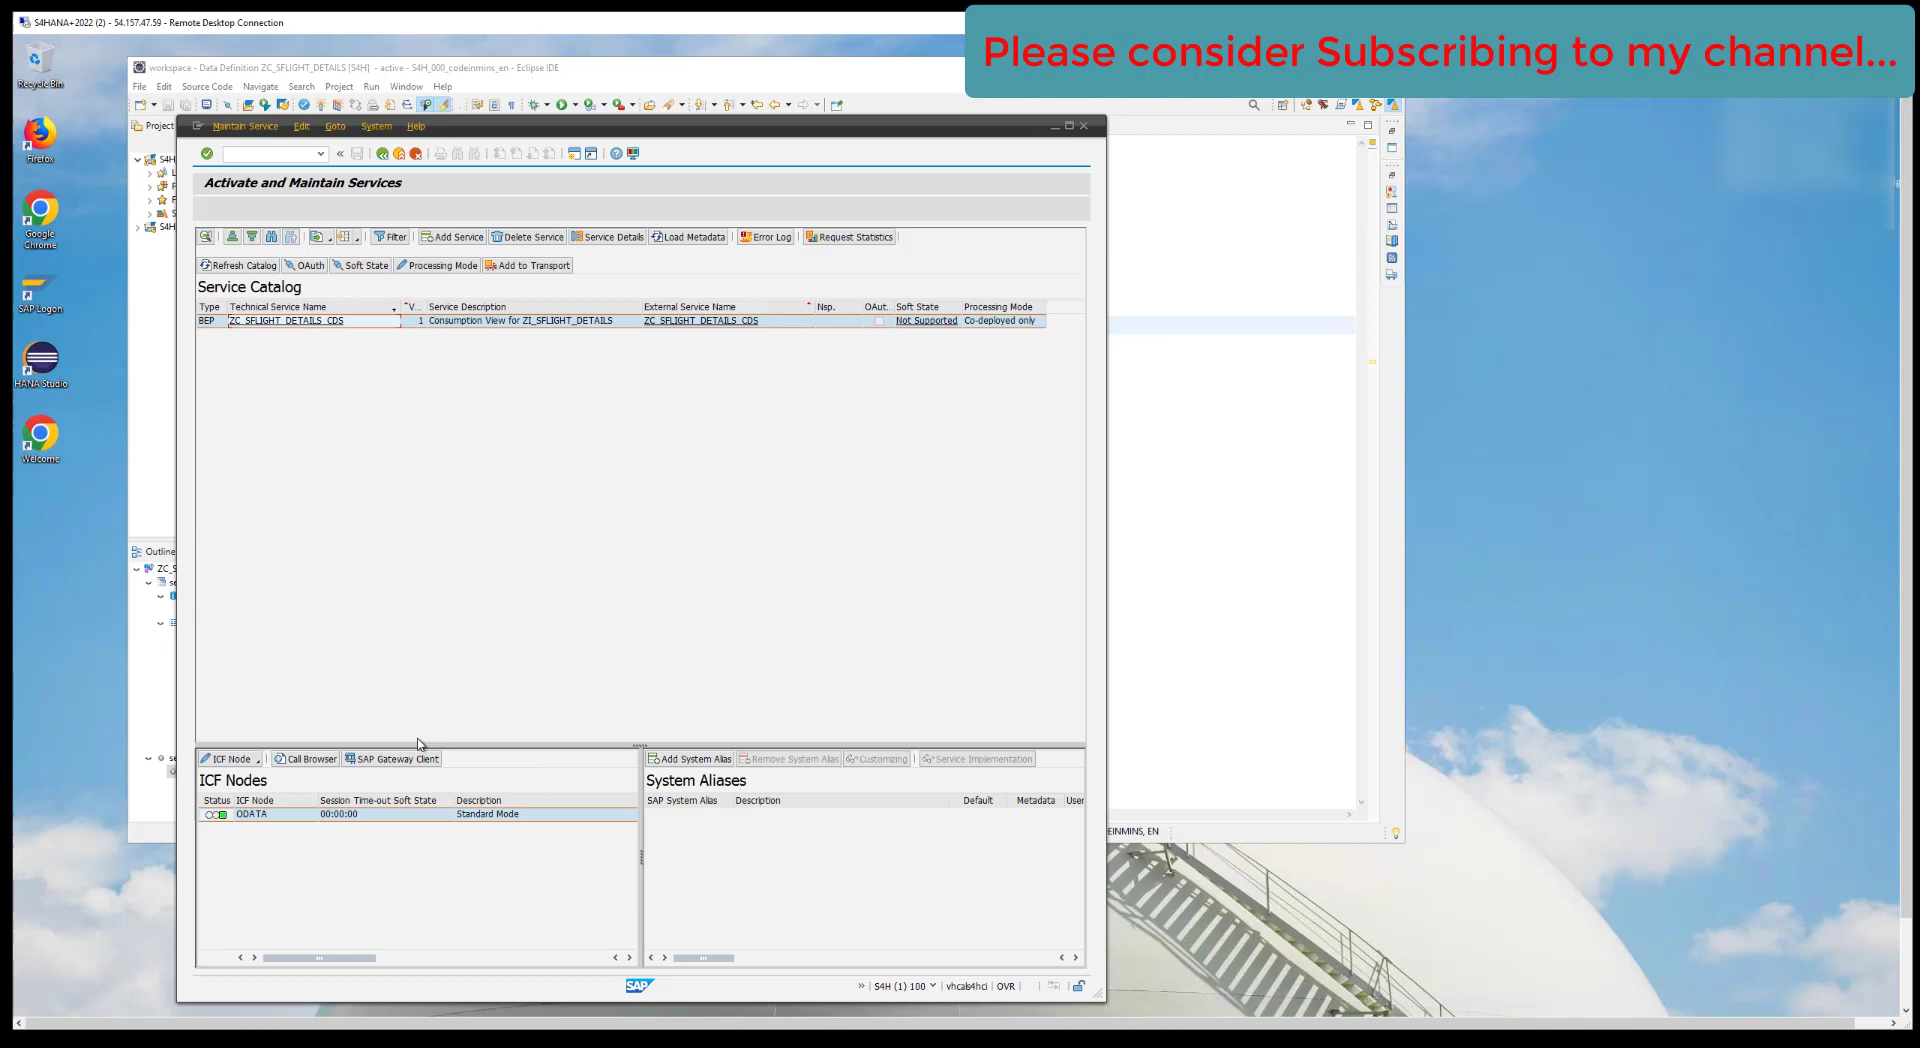 S4HANA+2022 (2) - 54.157.47.59 - Remote Desktop Connection
Please consider Subscribing to my channel...
Recycle Bin
workspace - Data Definition ZC_SFLIGHT_DETAILS [S4H] - active - S4H_000_codeinmins_en - Eclipse IDE
File Edit Source Code Navigate Search Project Run Window Help
Project
Maintain Service Edit Goto System Help
Firefox
S4H
Activate and Maintain Services
S4H
Google Chrome
Filter Add Service Delete Service Service Details Load Metadata Error Log Request Statistics
Refresh Catalog OAuth Soft State Processing Mode Add to Transport
Service Catalog
Type Technical Service Name V... Service Description External Service Name Nsp. OAut... Soft State Processing Mode
BEP ZC_SFLIGHT_DETAILS_CDS 1 Consumption View for ZI_SFLIGHT_DETAILS ZC_SFLIGHT_DETAILS_CDS Not Supported Co-deployed only
SAP Logon
HANA Studio
Welcome
Outline
ZC_S
se
se
ICF Node Call Browser SAP Gateway Client
Add System Alias Remove System Alias Customizing Service Implementation
ICF Nodes
System Aliases
Status ICF Node Session Time-out Soft State Description
SAP System Alias Description Default Metadata User
ODATA 00:00:00 Standard Mode
EINMINS, EN
SAP
S4H (1) 100 vhcals4hci OVR